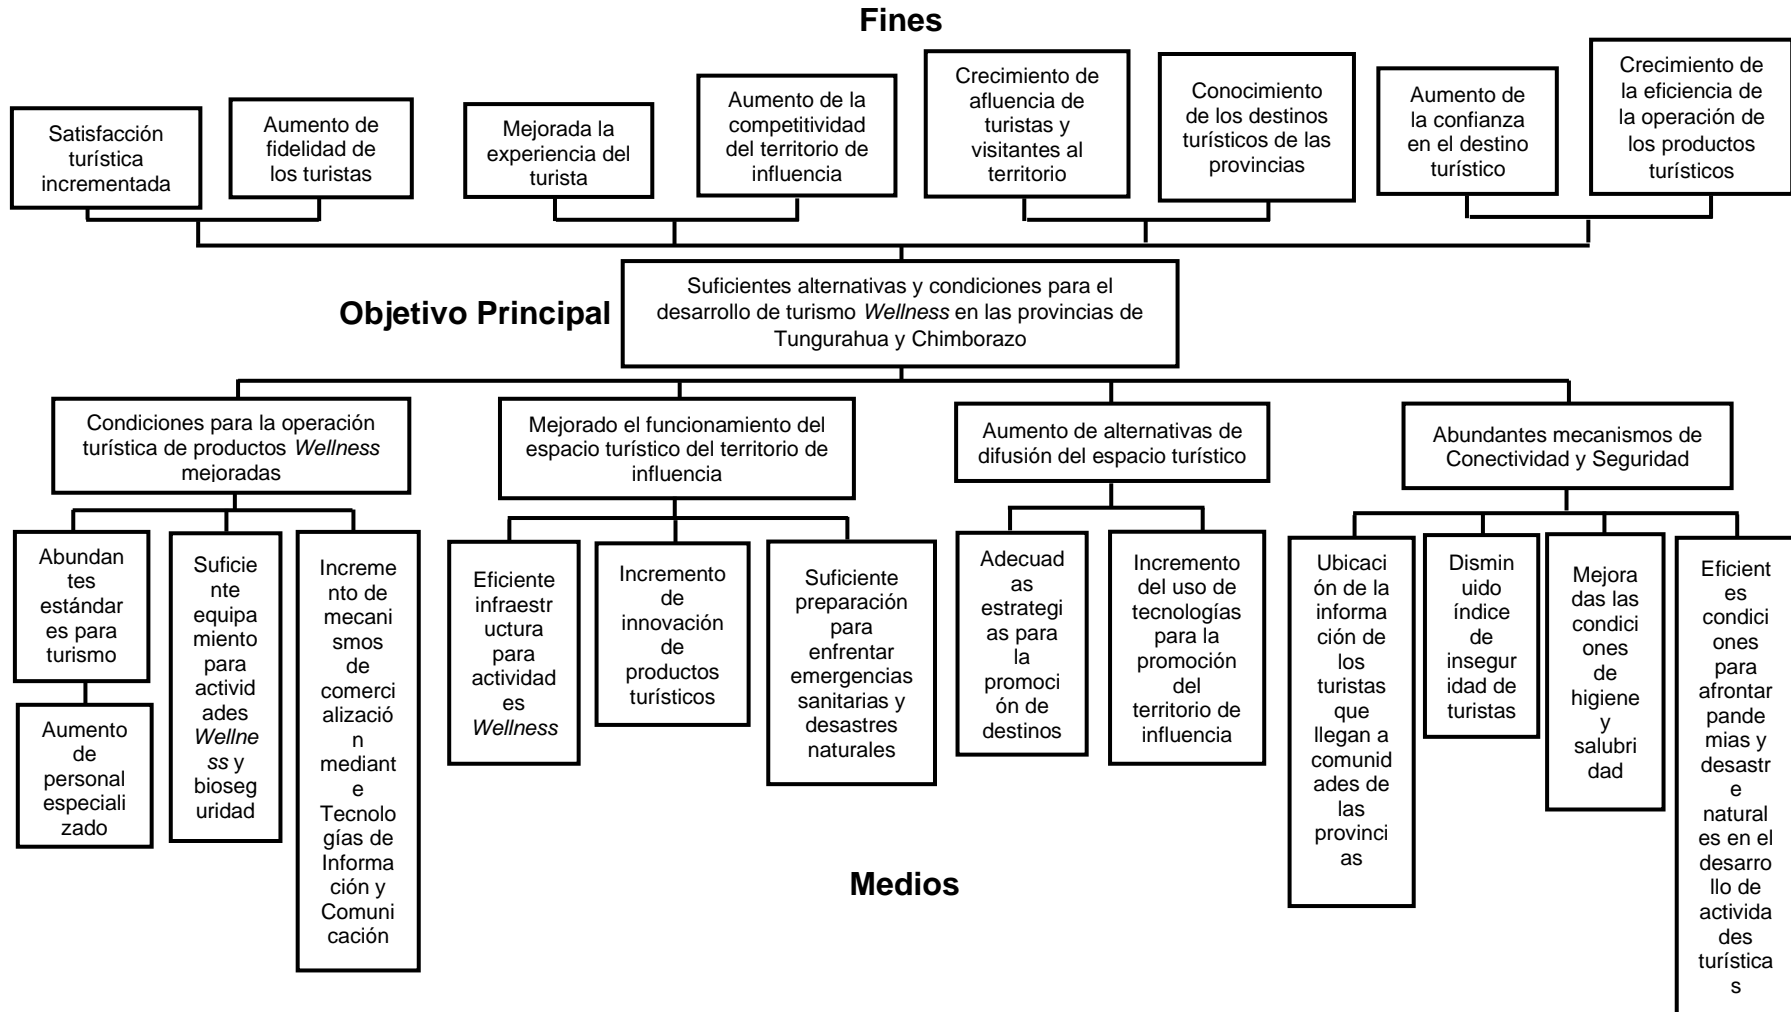 Fines
Satisfacción
turística
incrementada
Aumento de
fidelidad de
los turistas
Mejorada la
experiencia del
turista
Aumento de la
competitividad
del territorio de
influencia
Crecimiento de
afluencia de
turistas y
visitantes al
territorio
Conocimiento
de los destinos
turísticos de las
provincias
Aumento de
la confianza
en el destino
turístico
Crecimiento de
la eficiencia de
la operación de
los productos
turísticos
Objetivo Principal
Suficientes alternativas y condiciones para el
desarrollo de turismo Wellness en las provincias de
Tungurahua y Chimborazo
Condiciones para la operación
turística de productos Wellness
mejoradas
Mejorado el funcionamiento del
espacio turístico del territorio de
influencia
Aumento de alternativas de
difusión del espacio turístico
Abundantes mecanismos de
Conectividad y Seguridad
Abundan
tes
estándar
es para
turismo
Aumento
de
personal
especiali
zado
Suficie
nte
equipa
miento
para
activid
ades
Wellne
ss y
bioseg
uridad
Increme
nto de
mecani
smos
de
comerci
alizació
n
mediant
e
Tecnolo
gías de
Informa
ción y
Comuni
cación
Eficiente
infraestr
uctura
para
actividad
es
Wellness
Incremento
de
innovación
de
productos
turísticos
Suficiente
preparación
para
enfrentar
emergencias
sanitarias y
desastres
naturales
Adecuad
as
estrategi
as para
la
promoci
ón de
destinos
Incremento
del uso de
tecnologías
para la
promoción
del
territorio de
influencia
Ubicaci
ón de la
inform
ación de
los
turistas
que
llegan a
comunid
ades de
las
provinci
as
Dismin
uido
índice
de
insegur
idad de
turistas
Mejora
das las
condici
ones
de
higiene
y
salubri
dad
Eficient
es
condici
ones
para
afrontar
pande
mias y
desastr
e
natural
es en el
desarro
llo de
activida
des
turística
s
Medios